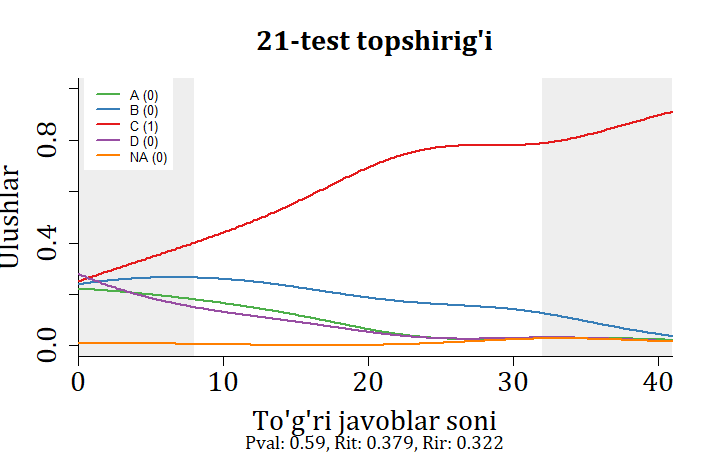 21-test topshirig'i
A (0)
B (0)
C (1)
D (0)
NA (0)
Ulushlar
0.8
0.4
0.0
0 10 20 30 40
To'g'ri javoblar soni
Pval: 0.59, Rit: 0.379, Rir: 0.322